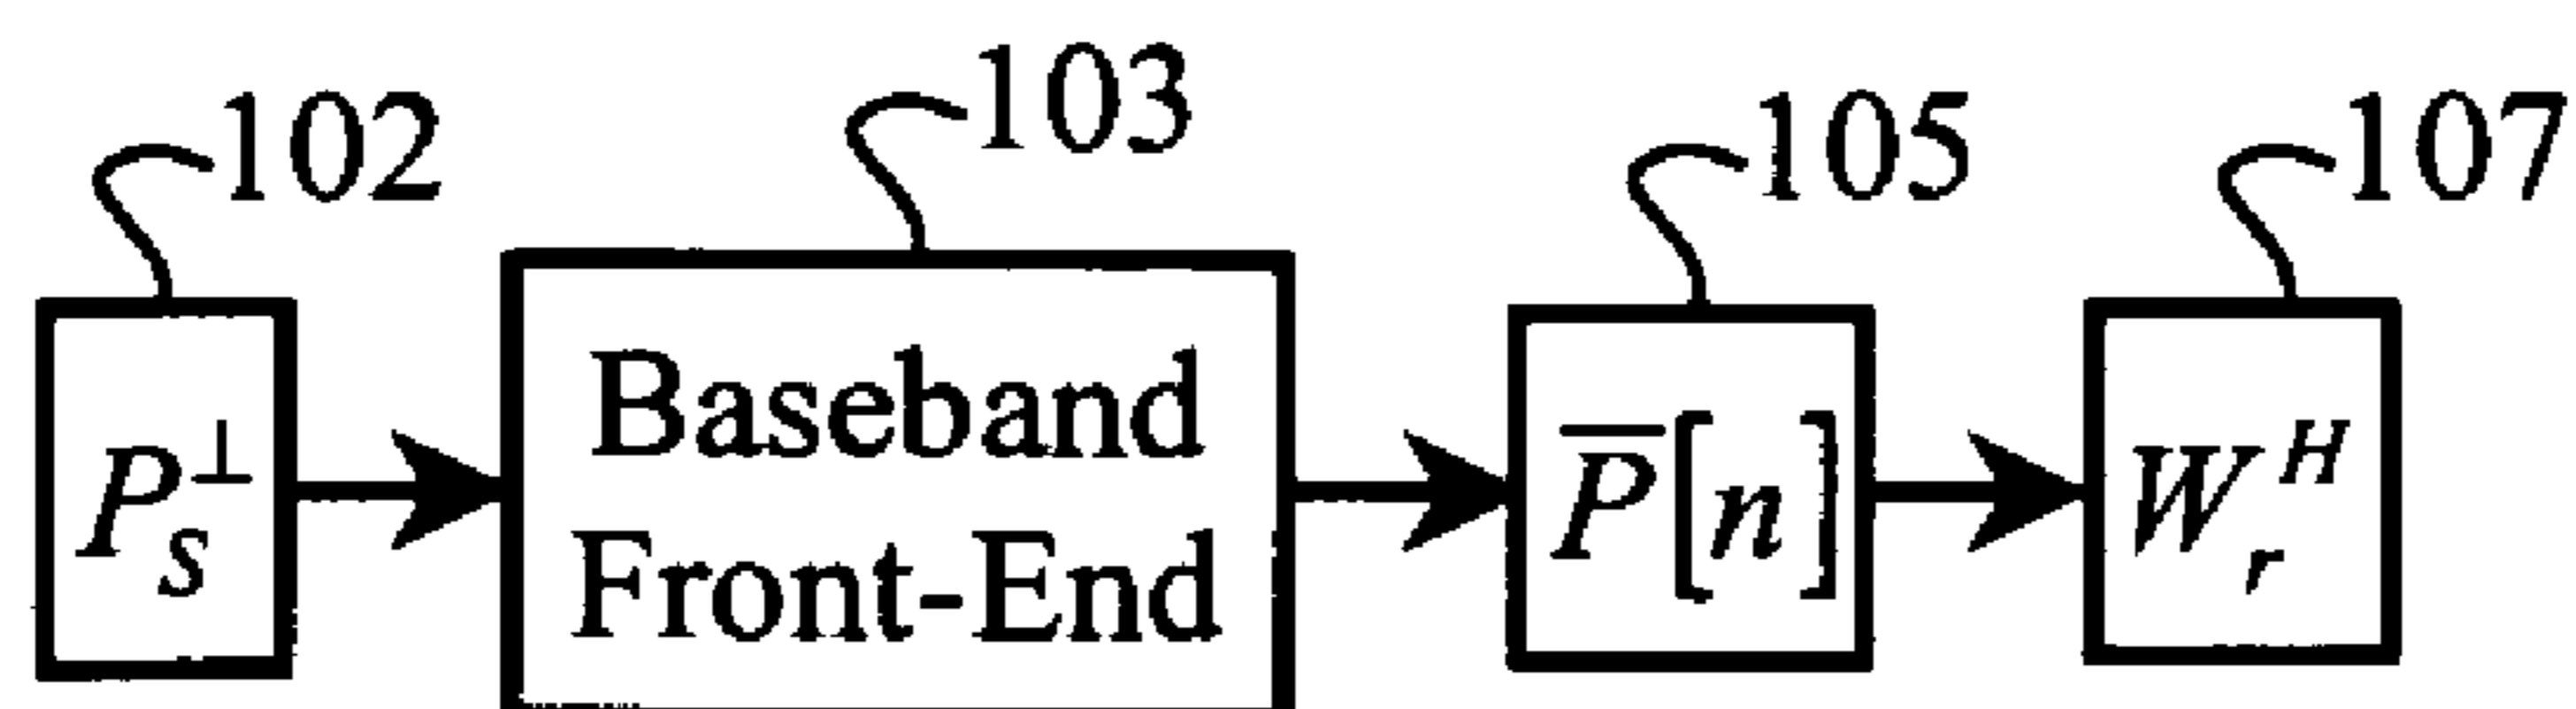 102 103 105 107
P_s^⊥ Baseband Front-End P̅[n] W_r^H